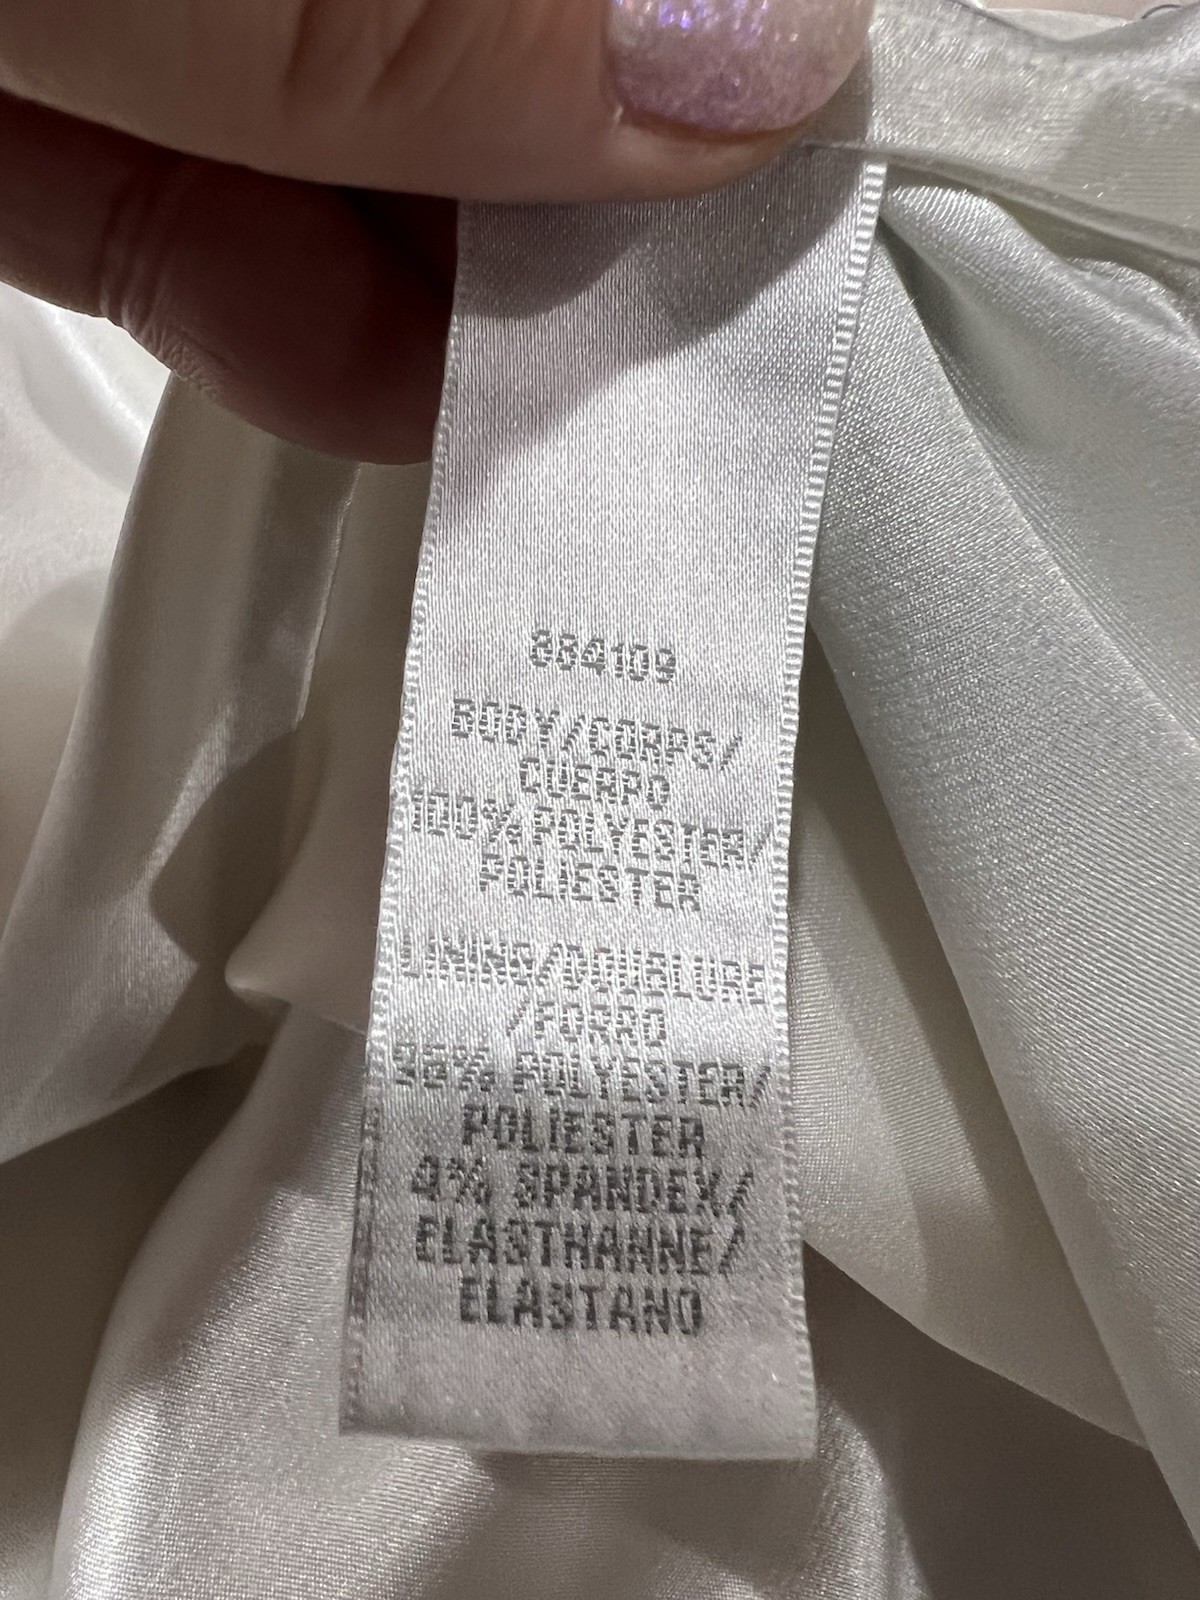 884109
BODY/CORPS/
CUERPO
100% POLYESTER/
POLIESTER
LINING/DOUBLURE
/FORRO
96% POLYESTER/
POLIESTER
4% SPANDEX/
ELASTHANNE/
ELASTANO